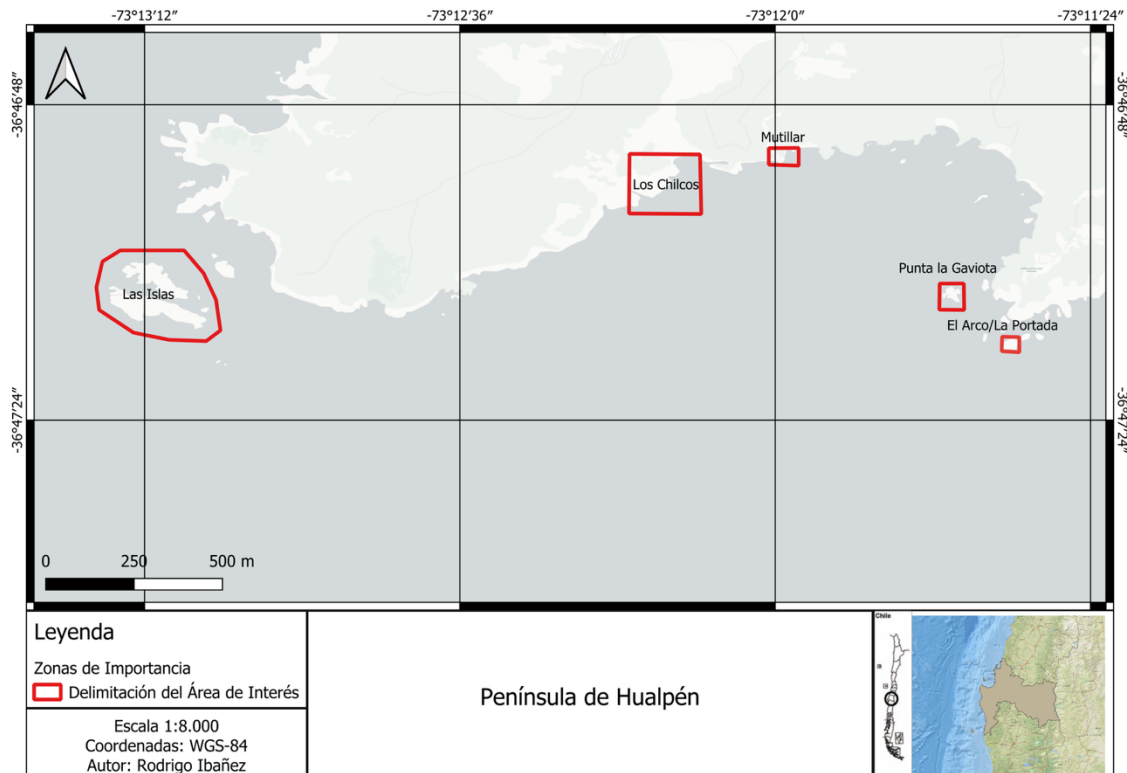 -73°13′12″ -73°12′36″ -73°12′0″ -73°11′24″
-36°46′48″
-36°46′48″
Mutillar
Los Chilcos
Punta la Gaviota
Las Islas
El Arco/La Portada
-36°47′24″
-36°47′24″
0 250 500 m
Leyenda
Zonas de Importancia
Delimitación del Área de Interés
Escala 1:8.000
Coordenadas: WGS-84
Autor: Rodrigo Ibañez
Península de Hualpén
Chile